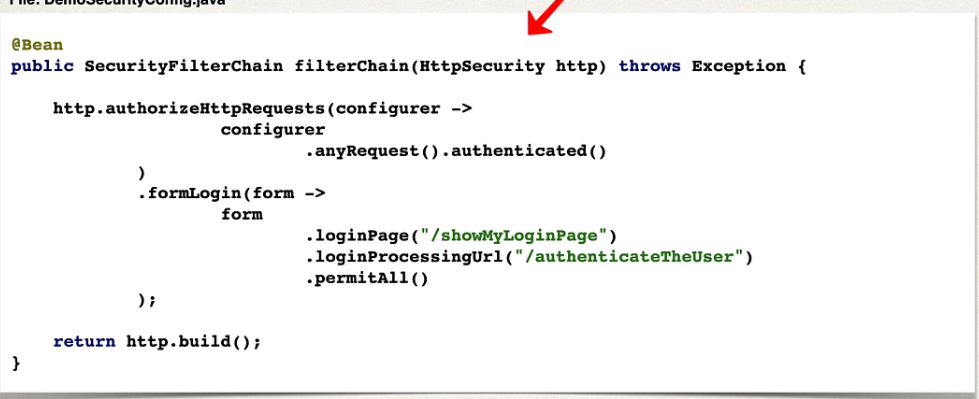 File: DemoSecurityConfig.java
@Bean
public SecurityFilterChain filterChain(HttpSecurity http) throws Exception {
http.authorizeHttpRequests(configurer ->
configurer
.anyRequest().authenticated()
)
.formLogin(form ->
form
.loginPage("/showMyLoginPage")
.loginProcessingUrl("/authenticateTheUser")
.permitAll()
);
return http.build();
}